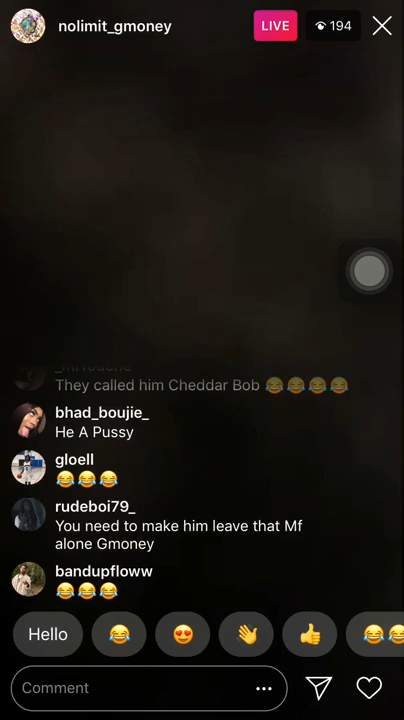 nolimit_gmoney
LIVE
194
They called him Cheddar Bob 😂😂😂😂
bhad_boujie_
He A Pussy
gloell
😂😂😂
rudeboi79_
You need to make him leave that Mf
alone Gmoney
bandupfloww
😂😂😂
Hello 😂 😍 👋 👍 😂😂
Comment